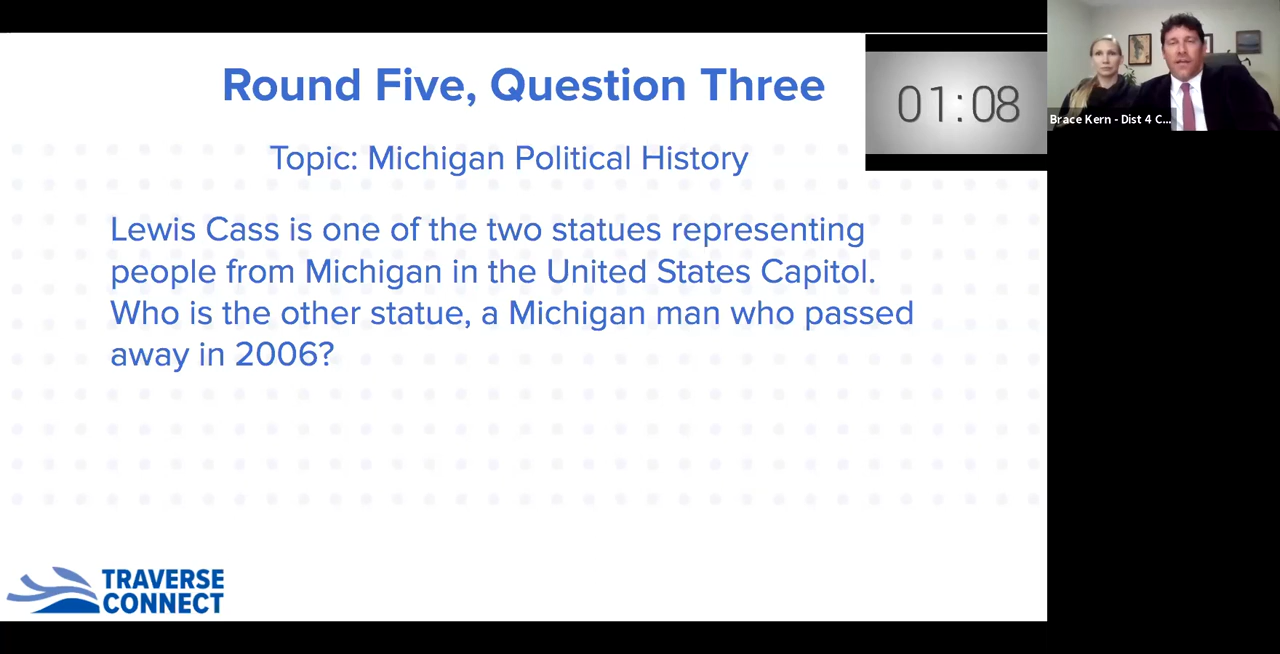 Round Five, Question Three
01:08
Brace Kern - Dist 4 C...
Topic: Michigan Political History
Lewis Cass is one of the two statues representing
people from Michigan in the United States Capitol.
Who is the other statue, a Michigan man who passed
away in 2006?
TRAVERSE
CONNECT